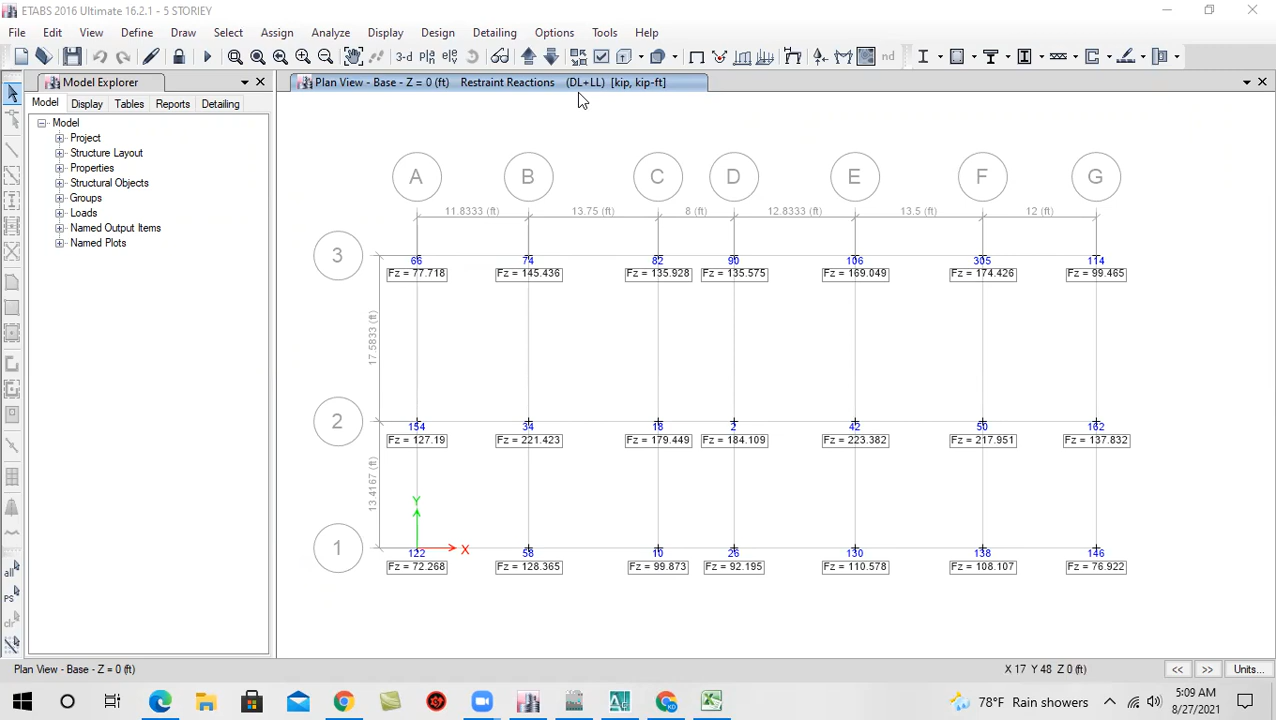 ETABS 2016 Ultimate 16.2.1 - 5 STORIEY
File Edit View Define Draw Select Assign Analyze Display Design Detailing Options Tools Help
3-d plan elev nd
Model Explorer
Plan View - Base - Z = 0 (ft) Restraint Reactions (DL+LL) [kip, kip-ft]
Model Display Tables Reports Detailing
Model
Project
Structure Layout
Properties
Structural Objects
Groups
Loads
Named Output Items
Named Plots
A B C D E F G
11.8333 (ft) 13.75 (ft) 8 (ft) 12.8333 (ft) 13.5 (ft) 12 (ft)
3
66 74 82 90 106 305 114
Fz = 77.718 Fz = 145.436 Fz = 135.928 Fz = 135.575 Fz = 169.049 Fz = 174.426 Fz = 99.465
17.5833 (ft)
2
154 34 18 2 42 50 162
Fz = 127.19 Fz = 221.423 Fz = 179.449 Fz = 184.109 Fz = 223.382 Fz = 217.951 Fz = 137.832
13.4167 (ft)
Y
X
1
122 58 10 26 130 138 146
Fz = 72.268 Fz = 128.365 Fz = 99.873 Fz = 92.195 Fz = 110.578 Fz = 108.107 Fz = 76.922
all
PS
clr
Plan View - Base - Z = 0 (ft)
X 17 Y 48 Z 0 (ft)
<< >> Units...
78°F Rain showers
5:09 AM
8/27/2021